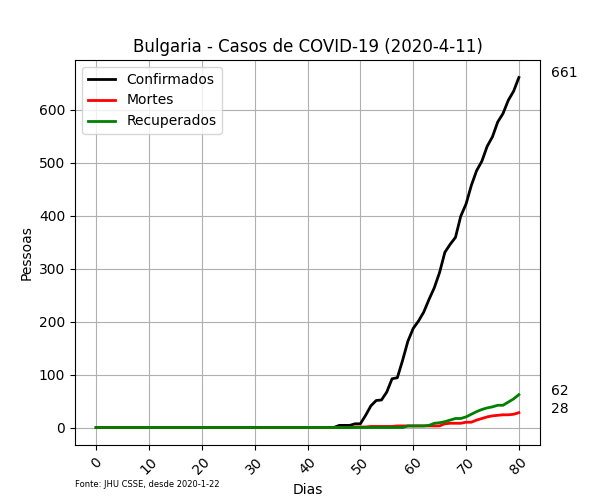 Bulgaria - Casos de COVID-19 (2020-4-11)
Confirmados
Mortes
Recuperados
661
62
28
600
500
400
300
200
100
0
Pessoas
0 10 20 30 40 50 60 70 80
Fonte: JHU CSSE, desde 2020-1-22
Dias